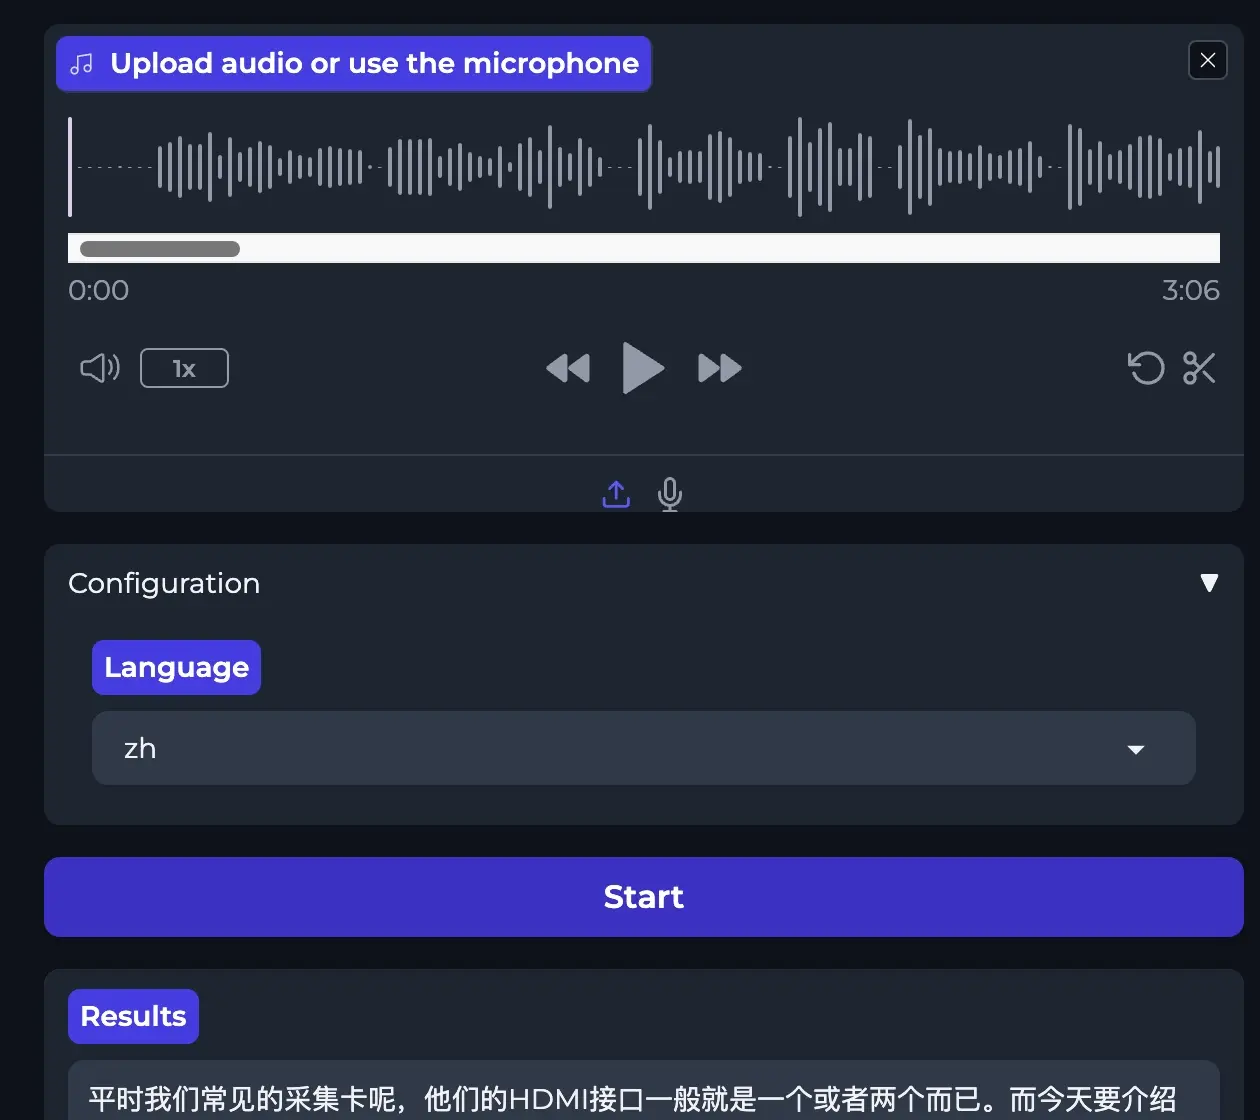 Upload audio or use the microphone
0:00
3:06
1x
Configuration
Language
zh
Start
Results
平时我们常见的采集卡呢，他们的HDMI接口一般就是一个或者两个而已。而今天要介绍